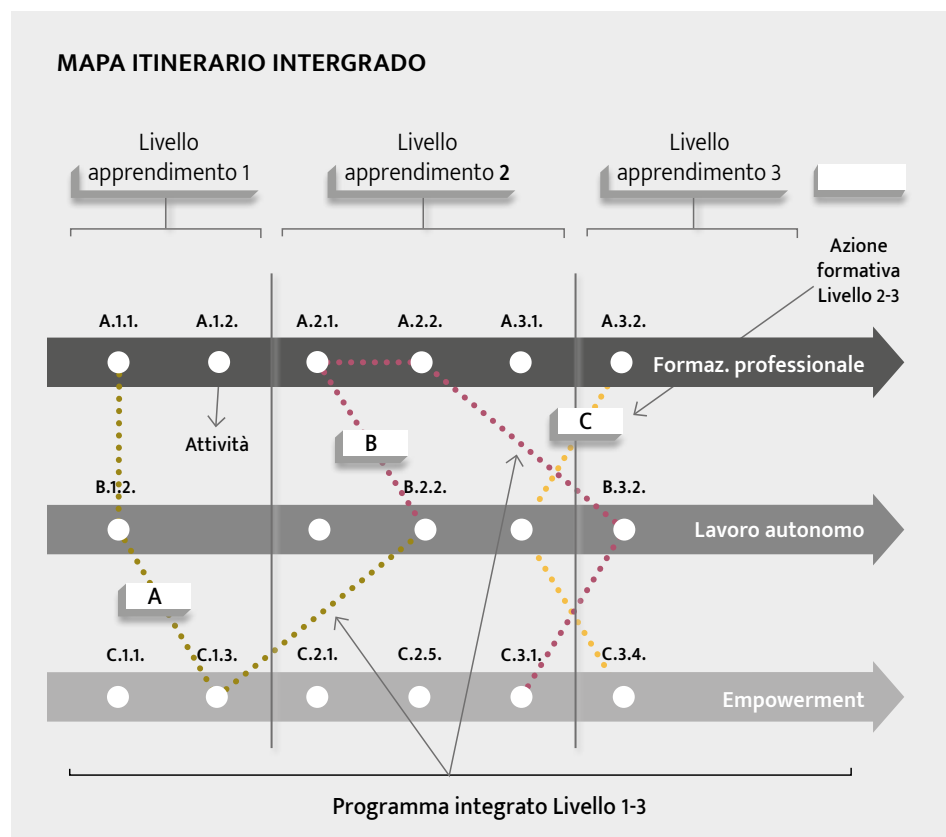 MAPA ITINERARIO INTERGRADO
Livello
apprendimento 1
Livello
apprendimento 2
Livello
apprendimento 3
Azione
formativa
Livello 2-3
A.1.1.
A.1.2.
A.2.1.
A.2.2.
A.3.1.
A.3.2.
Formaz. professionale
Attività
B
C
B.1.2.
B.2.2.
B.3.2.
Lavoro autonomo
A
C.1.1.
C.1.3.
C.2.1.
C.2.5.
C.3.1.
C.3.4.
Empowerment
Programma integrato Livello 1-3